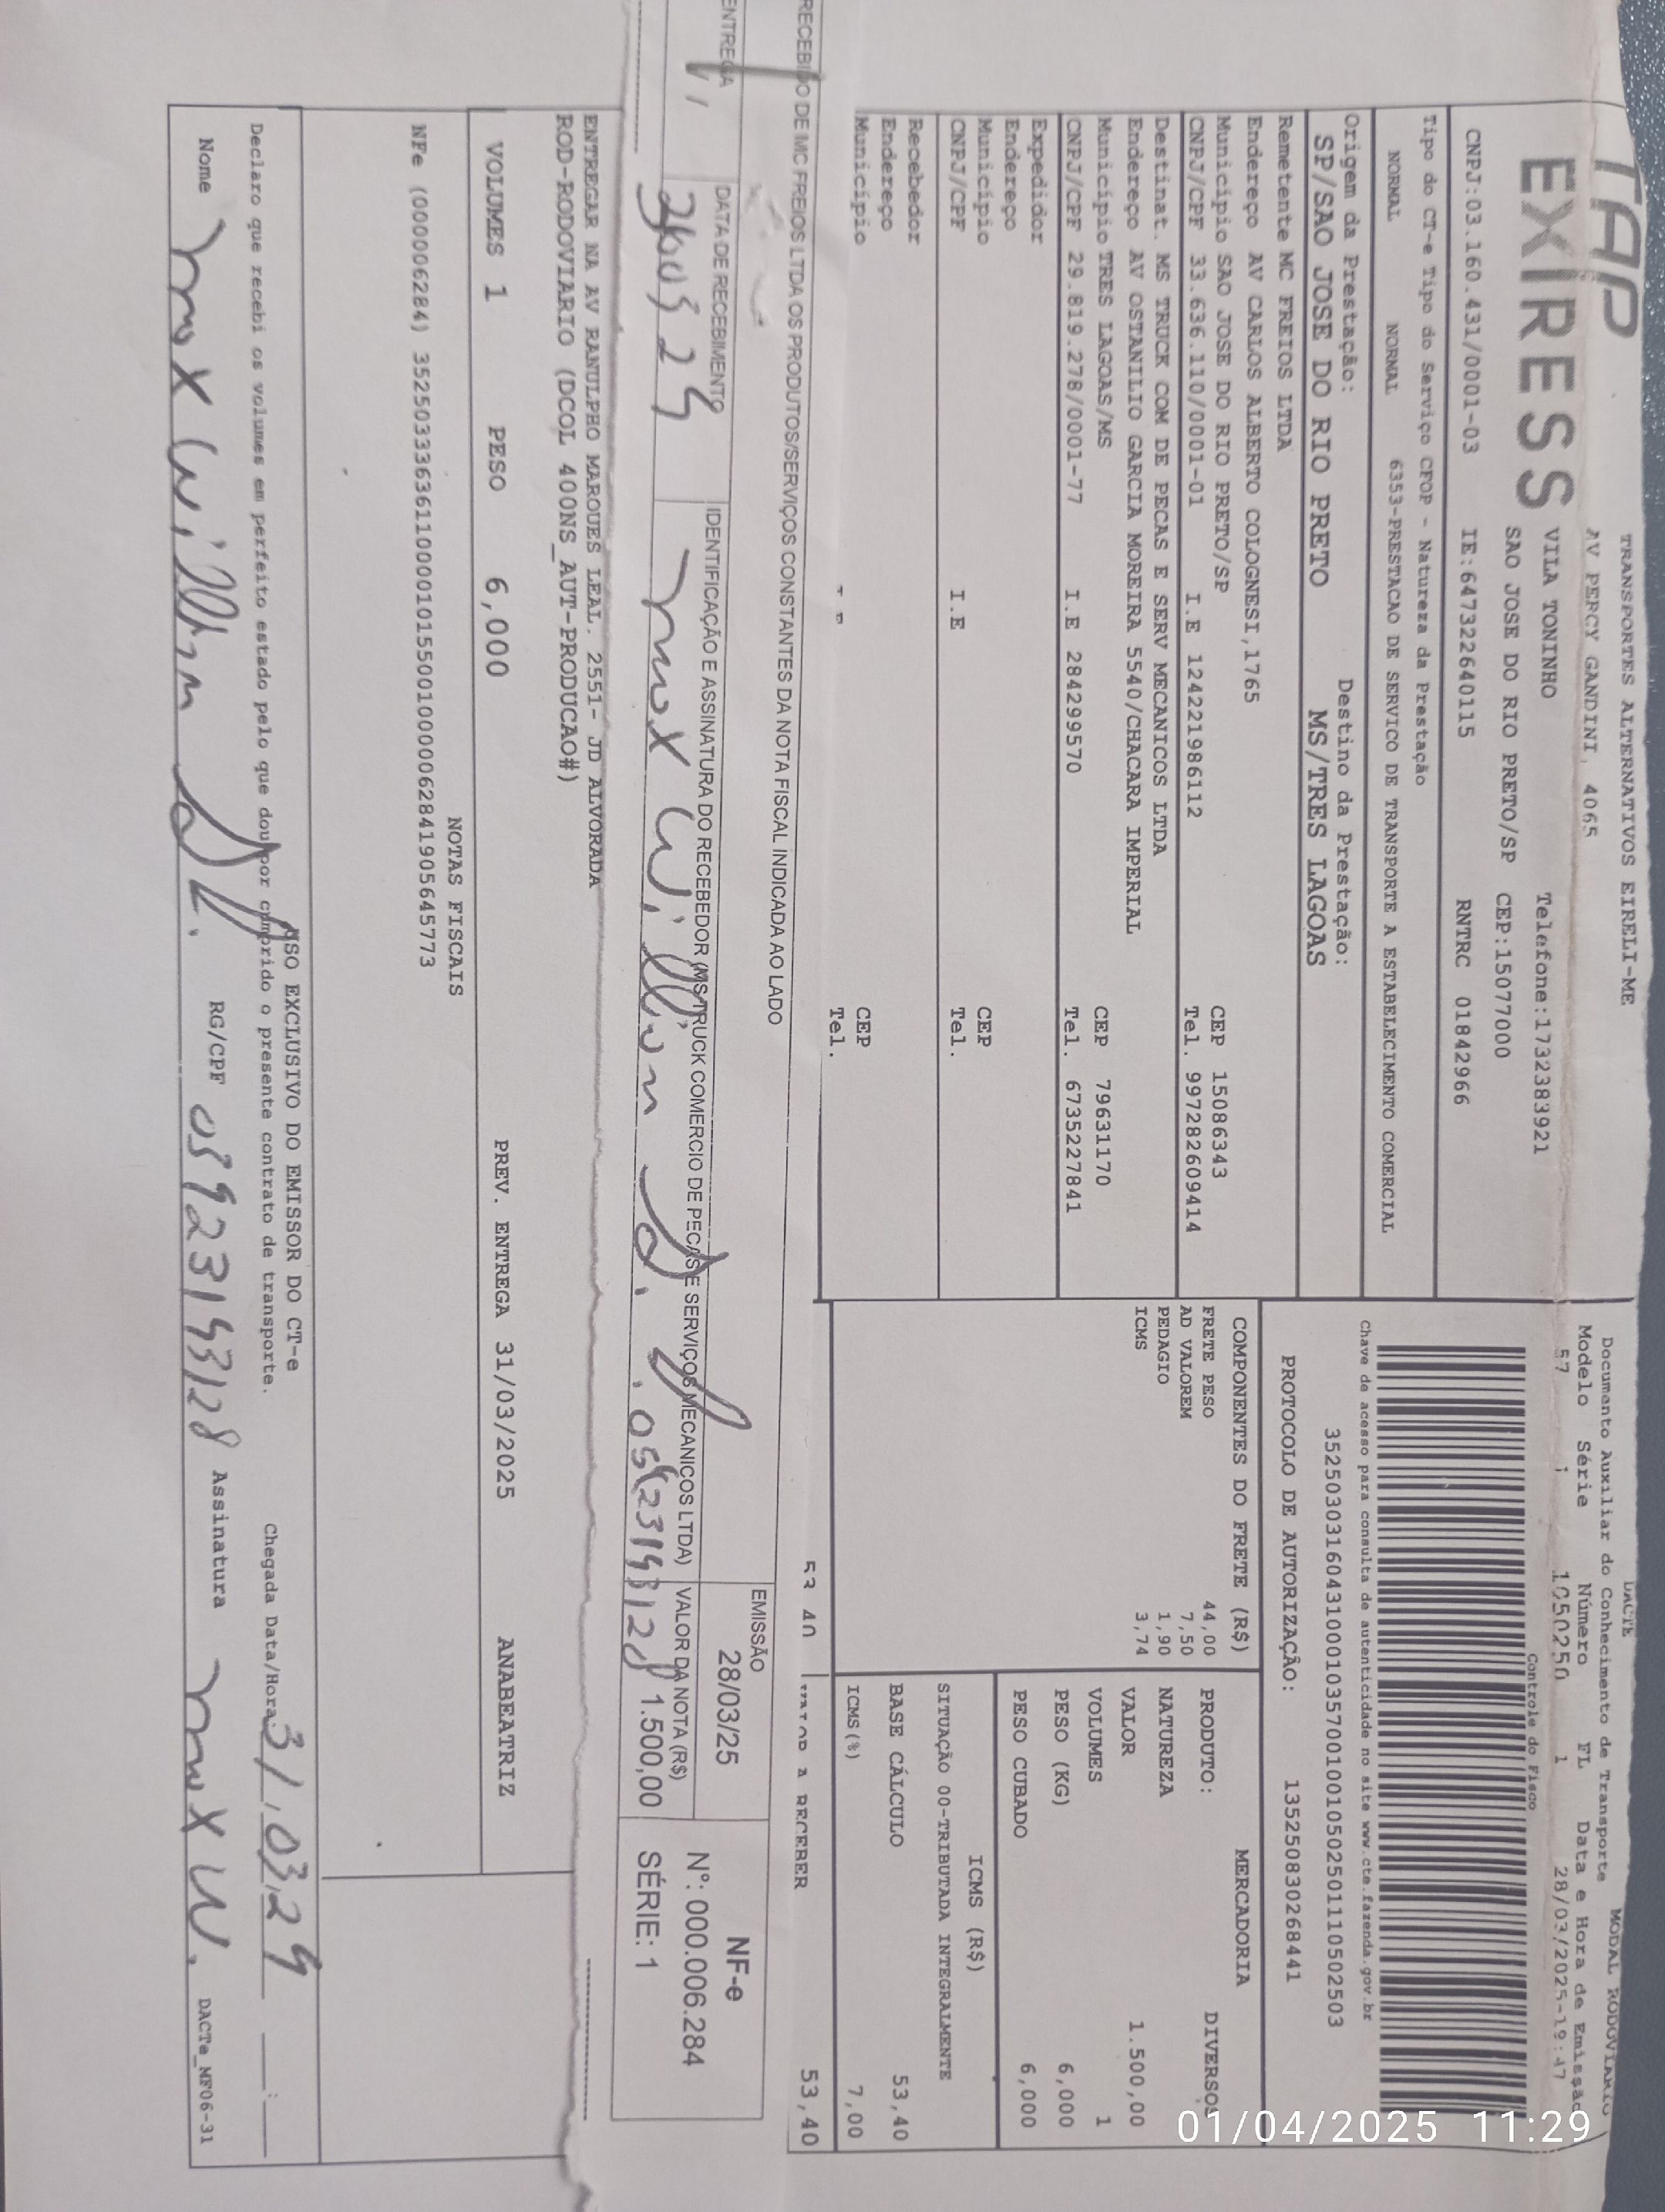 TAP
EXPRESS
TRANSPORTES ALTERNATIVOS EIRELI-ME
AV PERCY GANDINI, 4065
VILA TONINHO Telefone:1732383921
SAO JOSE DO RIO PRETO/SP CEP:15077000
CNPJ:03.160.431/0001-03 IE:647322640115 RNTRC 01842966
DACTE MODAL RODOVIARIO
Documento Auxiliar do Conhecimento de Transporte
Modelo Série Número FL Data e Hora de Emissão
57 1 1050250 1 28/03/2025-19:47
Controle do Fisco
Chave de acesso para consulta de autenticidade no site www.cte.fazenda.gov.br
35250303160431000103570010010502501110502503
PROTOCOLO DE AUTORIZAÇÃO: 135250830268441
Tipo do CT-e Tipo do Serviço CFOP - Natureza da Prestação
NORMAL NORMAL 6353-PRESTACAO DE SERVICO DE TRANSPORTE A ESTABELECIMENTO COMERCIAL
Origem da Prestação: Destino da Prestação:
SP/SAO JOSE DO RIO PRETO MS/TRES LAGOAS
Remetente MC FREIOS LTDA
Endereço AV CARLOS ALBERTO COLOGNESI,1765
Município SAO JOSE DO RIO PRETO/SP CEP 15086343
CNPJ/CPF 33.636.110/0001-01 I.E 124221986112 Tel. 997282609414
Destinat. MS TRUCK COM DE PECAS E SERV MECANICOS LTDA
Endereço AV OSTANILIO GARCIA MOREIRA 5540/CHACARA IMPERIAL
Município TRES LAGOAS/MS CEP 79631170
CNPJ/CPF 29.819.278/0001-77 I.E 284299570 Tel. 6735227841
Expedidor
Endereço
Município CEP
CNPJ/CPF I.E Tel.
Recebedor
Endereço
Município CEP
Tel.
COMPONENTES DO FRETE (R$)
FRETE PESO 44,00
AD VALOREM 7,50
PEDAGIO 1,90
ICMS 3,74
MERCADORIA
PRODUTO: DIVERSOS
NATUREZA
VALOR 1.500,00
VOLUMES 1
PESO (KG) 6,000
PESO CUBADO 6,000
ICMS (R$)
SITUAÇÃO 00-TRIBUTADA INTEGRALMENTE
BASE CÁLCULO 53,40
ICMS(%) 7,00
53,40 VALOR A RECEBER 53,40
RECEBIDO DE MC FREIOS LTDA OS PRODUTOS/SERVIÇOS CONSTANTES DA NOTA FISCAL INDICADA AO LADO
EMISSÃO
28/03/25
NF-e
Nº: 000.006.284
SÉRIE: 1
ENTREGA
DATA DE RECEBIMENTO
IDENTIFICAÇÃO E ASSINATURA DO RECEBEDOR (MS TRUCK COMERCIO DE PECAS E SERVIÇOS MECANICOS LTDA)
max Willian
VALOR DA NOTA (R$)
1.500,00
ENTREGAR NA AV RANULPHO MARQUES LEAL. 2551- JD ALVORADA
ROD-RODOVIARIO (DCOL 400NS_AUT-PRODUCAO#)
VOLUMES 1 PESO 6,000 PREV. ENTREGA 31/03/2025 ANABEATRIZ
NOTAS FISCAIS
NFe (000006284) 35250333636110000101550010000062841905645773
USO EXCLUSIVO DO EMISSOR DO CT-e
Declaro que recebi os volumes em perfeito estado pelo que dou por cumprido o presente contrato de transporte. Chegada Data/Hora
Nome max Willian RG/CPF 05923193128 Assinatura max W. DACTe_NF06-31
01/04/2025 11:29